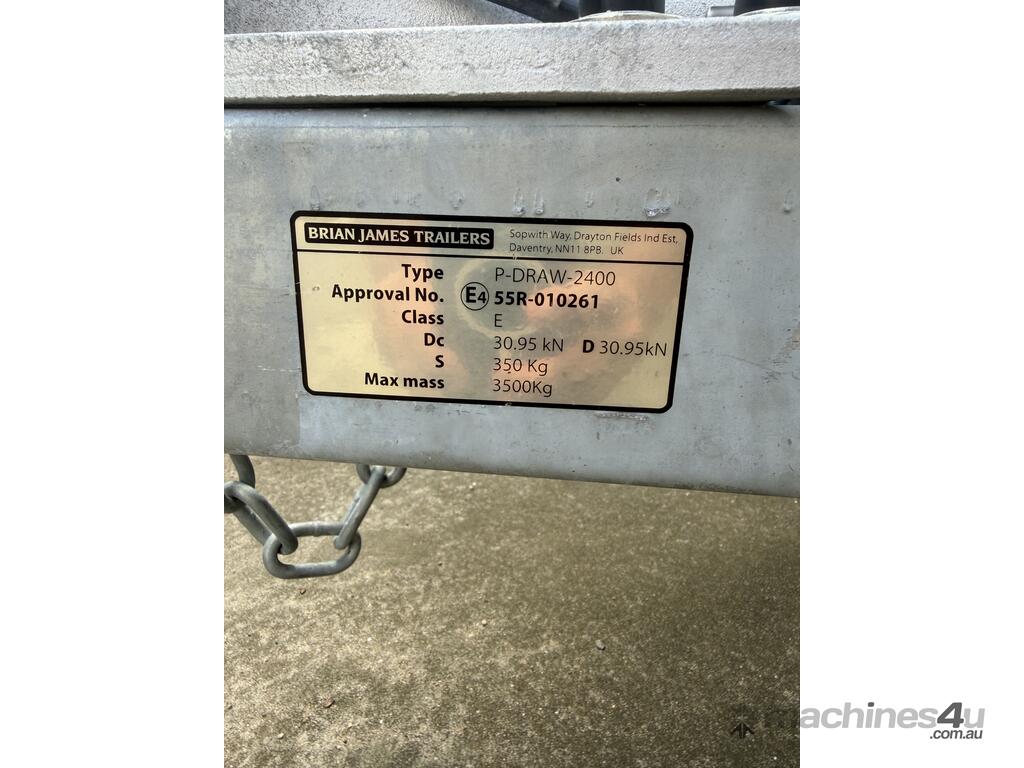 BRIAN JAMES TRAILERS Sopwith Way, Drayton Fields Ind Est,
Daventry, NN11 8PB. UK
Type P-DRAW-2400
Approval No. E4 55R-010261
Class E
Dc 30.95 kN D 30.95kN
S 350 Kg
Max mass 3500Kg
machines4u
.com.au